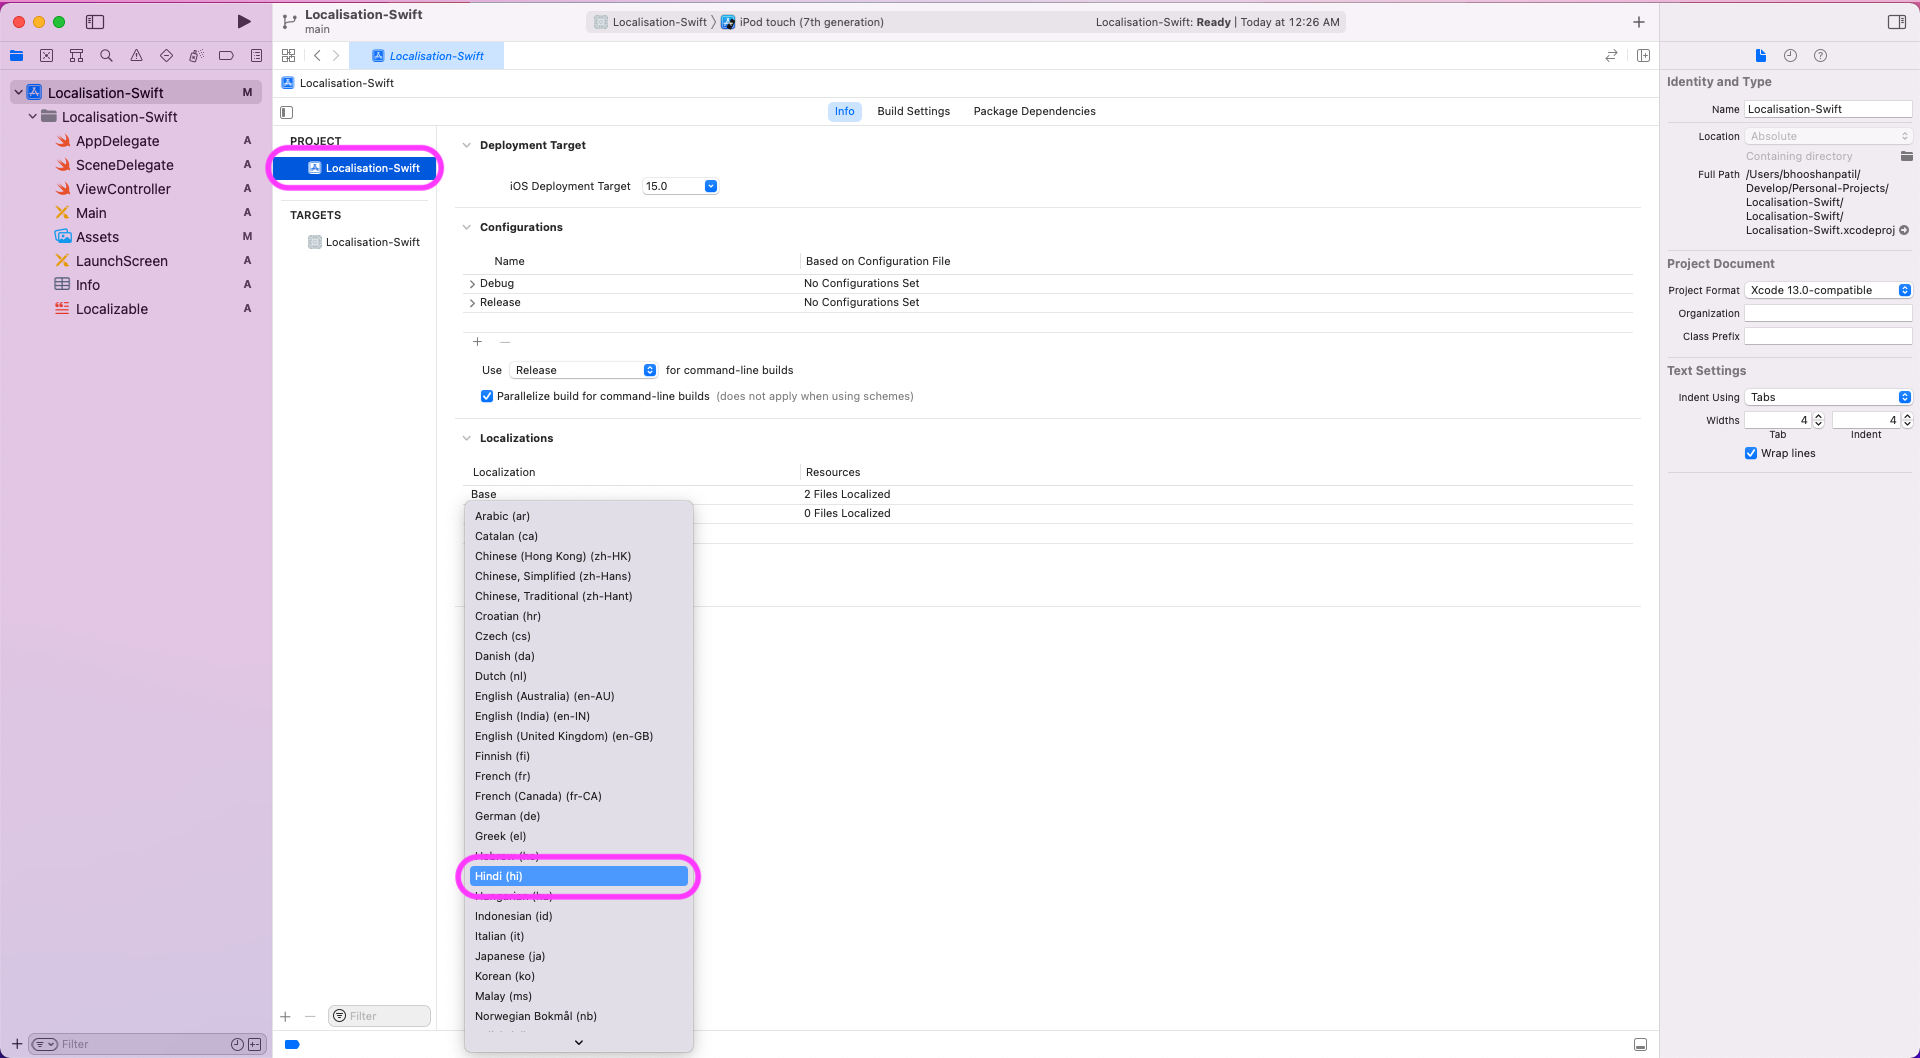 Localisation-Swift
main
Localisation-Swift
iPod touch (7th generation)
Localisation-Swift: Ready | Today at 12:26 AM
Localisation-Swift
Localisation-Swift
Localisation-Swift M
Localisation-Swift
AppDelegate A
SceneDelegate A
ViewController A
Main A
Assets M
LaunchScreen A
Info A
Localizable A
Filter
PROJECT
Localisation-Swift
TARGETS
Localisation-Swift
Filter
Info
Build Settings
Package Dependencies
Deployment Target
iOS Deployment Target 15.0
Configurations
Name Based on Configuration File
Debug No Configurations Set
Release No Configurations Set
Use Release for command-line builds
Parallelize build for command-line builds (does not apply when using schemes)
Localizations
Localization Resources
Base 2 Files Localized
0 Files Localized
Arabic (ar)
Catalan (ca)
Chinese (Hong Kong) (zh-HK)
Chinese, Simplified (zh-Hans)
Chinese, Traditional (zh-Hant)
Croatian (hr)
Czech (cs)
Danish (da)
Dutch (nl)
English (Australia) (en-AU)
English (India) (en-IN)
English (United Kingdom) (en-GB)
Finnish (fi)
French (fr)
French (Canada) (fr-CA)
German (de)
Greek (el)
Hebrew (he)
Hindi (hi)
Hungarian (hu)
Indonesian (id)
Italian (it)
Japanese (ja)
Korean (ko)
Malay (ms)
Norwegian Bokmål (nb)
Identity and Type
Name Localisation-Swift
Location Absolute
Containing directory
Full Path /Users/bhooshanpatil/
Develop/Personal-Projects/
Localisation-Swift/
Localisation-Swift/
Localisation-Swift.xcodeproj
Project Document
Project Format Xcode 13.0-compatible
Organization
Class Prefix
Text Settings
Indent Using Tabs
Widths 4 4
Tab Indent
Wrap lines